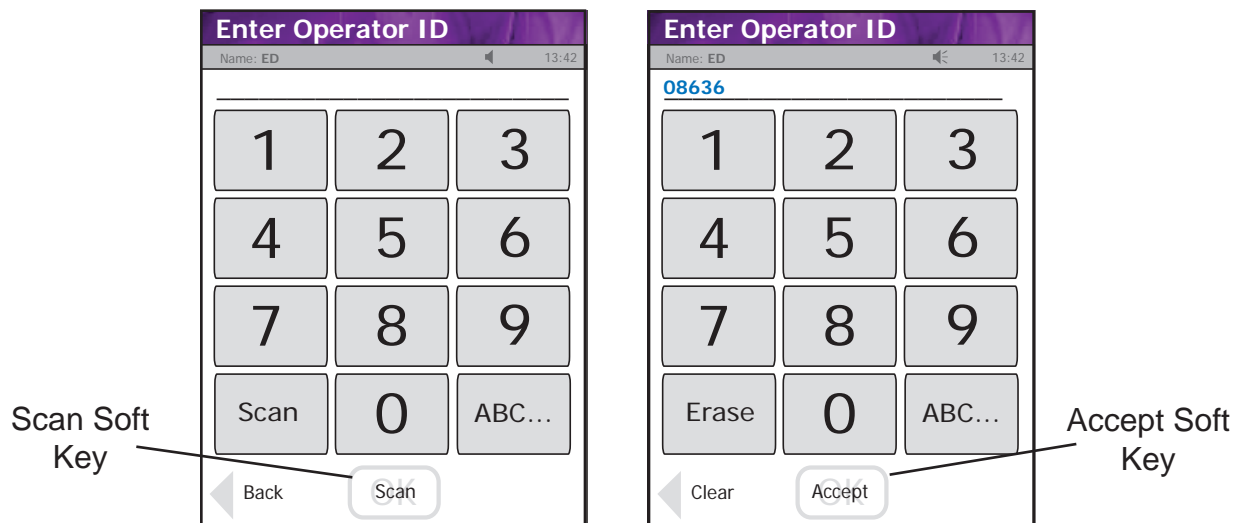 Enter Operator ID
Name: ED 13:42
1 2 3
4 5 6
7 8 9
Scan 0 ABC...
Back OK Scan
Scan Soft
Key
Enter Operator ID
Name: ED 13:42
08636
1 2 3
4 5 6
7 8 9
Erase 0 ABC...
Clear OK Accept
Accept Soft
Key